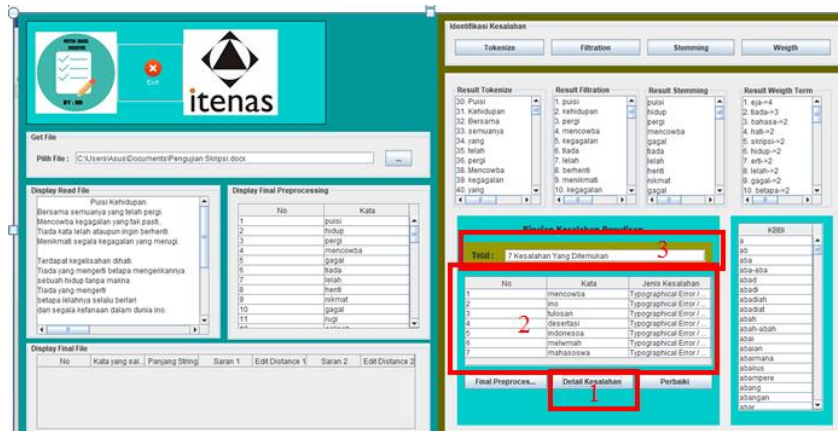 Exit
itenas
BY : RD
Get File
Pilih File : C:\Users\Asus\Documents\Pengujian Skripsi.docx
...
Display Read File
Puisi Kehidupan
Bersama semuanya yang telah pergi.
Mencowba kegagalan yang tak pasti.
Tiada kata lelah ataupun ingin berhenti.
Menikmati segala kegagalan yang merugi.
Terdapat kegelisahan dihati.
Tiada yang mengerti betapa mengerikannya
sebuah hidup tanpa makna
Tiada yang mengerti
betapa lelahnya selalu berlari
dari segala kefanaan dalam dunia ino.
Display Final Preprocessing
No Kata
1 puisi
2 hidup
3 pergi
4 mencowba
5 gagal
6 tiada
7 lelah
8 henti
9 nikmat
10 gagal
11 rugi
Display Final File
No Kata yang sal... Panjang String Saran 1 Edit Distance 1 Saran 2 Edit Distance 2
Identifikasi Kesalahan
Tokenize Filtration Stemming Weigth
Result Tokenize
30. Puisi
31. Kehidupan
32. Bersama
33. semuanya
34. yang
35. telah
36. pergi
38. Mencowba
39. kegagalan
40. yang
Result Filtration
1. puisi
2. kehidupan
3. pergi
4. mencowba
5. kegagalan
6. tiada
7. lelah
8. berhenti
9. menikmati
10. kegagalan
Result Stemming
puisi
hidup
pergi
mencowba
gagal
tiada
lelah
henti
nikmat
gagal
Result Weigth Term
1. eja->4
2. tiada->3
3. bahasa->2
4. hati->2
5. skripsi->2
6. hidup->2
7. erti->2
8. lelah->2
9. gagal->2
10. betapa->2
Rincian Kesalahan Penulisan
Total : 7 Kesalahan Yang Ditemukan
3
No Kata Jenis Kesalahan
1 mencowba Typographical Error / ...
2 ino Typographical Error / ...
3 tulosan Typographical Error / ...
4 desertasi Typographical Error / ...
5 indonesoa Typographical Error / ...
6 melwrnah Typographical Error / ...
7 mahasoswa Typographical Error / ...
2
Final Preproces... Detail Kesalahan Perbaiki
1
KBBI
a
ab
aba
aba-aba
abad
abadi
abadiah
abadiat
abah
abah-abah
abai
abaian
abaimana
abakus
abampere
abang
abangan
abar